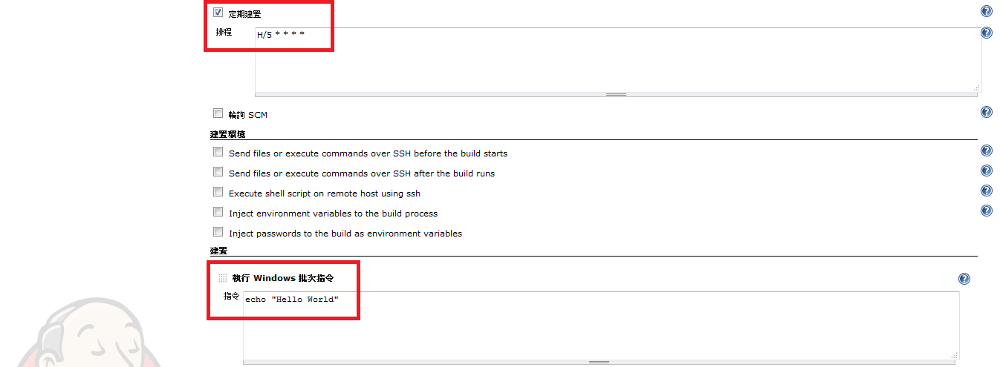 定期建置
排程
H/5 * * * *
輪詢 SCM
建置環境
Send files or execute commands over SSH before the build starts
Send files or execute commands over SSH after the build runs
Execute shell script on remote host using ssh
Inject environment variables to the build process
Inject passwords to the build as environment variables
建置
執行 Windows 批次指令
指令
echo "Hello World"